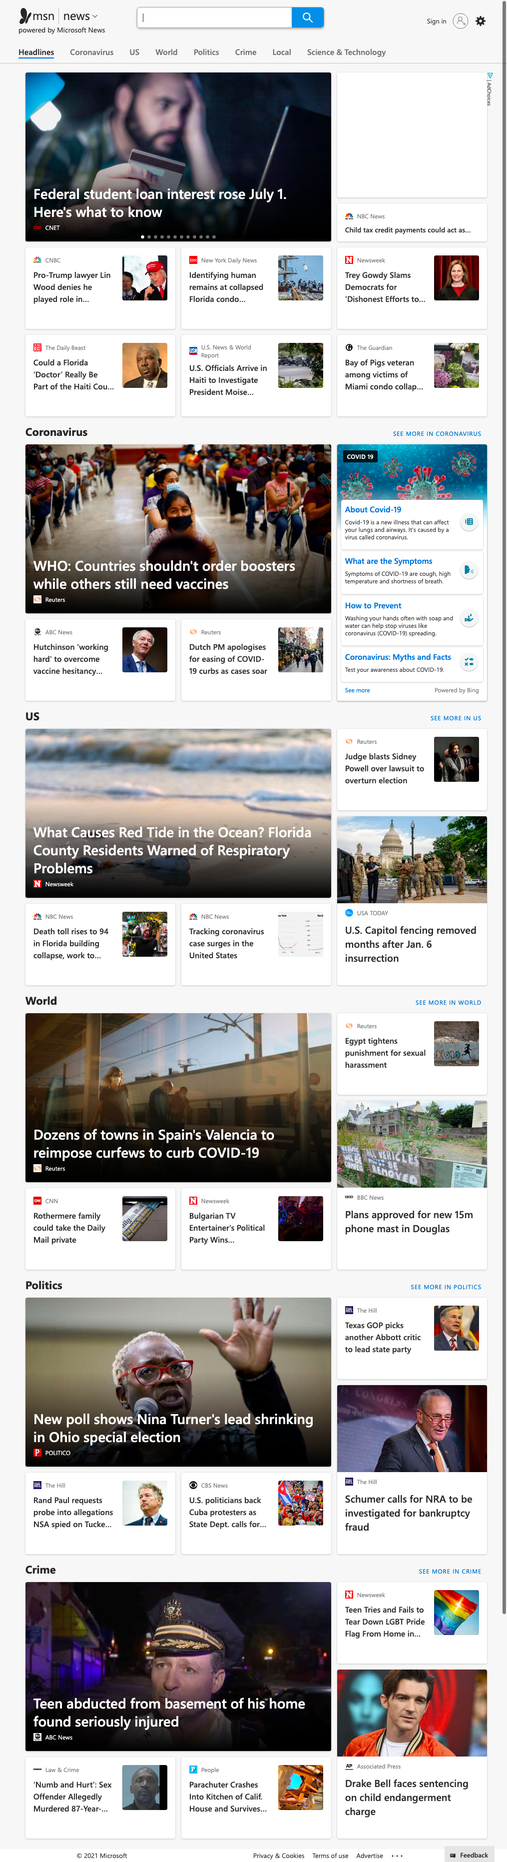 msn | news
powered by Microsoft News
Sign in
Headlines Coronavirus US World Politics Crime Local Science & Technology
Federal student loan interest rose July 1.
Here's what to know
CNET
AdChoices
NBC News
Child tax credit payments could act as...
CNBC
Pro-Trump lawyer Lin
Wood denies he
played role in...
New York Daily News
Identifying human
remains at collapsed
Florida condo...
Newsweek
Trey Gowdy Slams
Democrats for
'Dishonest Efforts to...
The Daily Beast
Could a Florida
'Doctor' Really Be
Part of the Haiti Cou...
U.S. News & World
Report
U.S. Officials Arrive in
Haiti to Investigate
President Moise...
The Guardian
Bay of Pigs veteran
among victims of
Miami condo collap...
Coronavirus
SEE MORE IN CORONAVIRUS
WHO: Countries shouldn't order boosters
while others still need vaccines
Reuters
COVID 19
About Covid-19
Covid-19 is a new illness that can affect
your lungs and airways. It's caused by a
virus called coronavirus.
What are the Symptoms
Symptoms of COVID-19 are cough, high
temperature and shortness of breath.
How to Prevent
Washing your hands often with soap and
water can help stop viruses like
coronavirus (COVID-19) spreading.
Coronavirus: Myths and Facts
Test your awareness about COVID-19.
See more
Powered by Bing
ABC News
Hutchinson 'working
hard' to overcome
vaccine hesitancy...
Reuters
Dutch PM apologises
for easing of COVID-
19 curbs as cases soar
US
SEE MORE IN US
What Causes Red Tide in the Ocean? Florida
County Residents Warned of Respiratory
Problems
Newsweek
Reuters
Judge blasts Sidney
Powell over lawsuit to
overturn election
USA TODAY
U.S. Capitol fencing removed
months after Jan. 6
insurrection
NBC News
Death toll rises to 94
in Florida building
collapse, work to...
NBC News
Tracking coronavirus
case surges in the
United States
World
SEE MORE IN WORLD
Dozens of towns in Spain's Valencia to
reimpose curfews to curb COVID-19
Reuters
Reuters
Egypt tightens
punishment for sexual
harassment
BBC News
Plans approved for new 15m
phone mast in Douglas
CNN
Rothermere family
could take the Daily
Mail private
Newsweek
Bulgarian TV
Entertainer's Political
Party Wins...
Politics
SEE MORE IN POLITICS
New poll shows Nina Turner's lead shrinking
in Ohio special election
POLITICO
The Hill
Texas GOP picks
another Abbott critic
to lead state party
The Hill
Schumer calls for NRA to be
investigated for bankruptcy
fraud
The Hill
Rand Paul requests
probe into allegations
NSA spied on Tucke...
CBS News
U.S. politicians back
Cuba protesters as
State Dept. calls for...
Crime
SEE MORE IN CRIME
Teen abducted from basement of his home
found seriously injured
ABC News
Newsweek
Teen Tries and Fails to
Tear Down LGBT Pride
Flag From Home in...
Associated Press
Drake Bell faces sentencing
on child endangerment
charge
Law & Crime
'Numb and Hurt': Sex
Offender Allegedly
Murdered 87-Year-...
People
Parachuter Crashes
Into Kitchen of Calif.
House and Survives...
© 2021 Microsoft
Privacy & Cookies Terms of use Advertise ...
Feedback